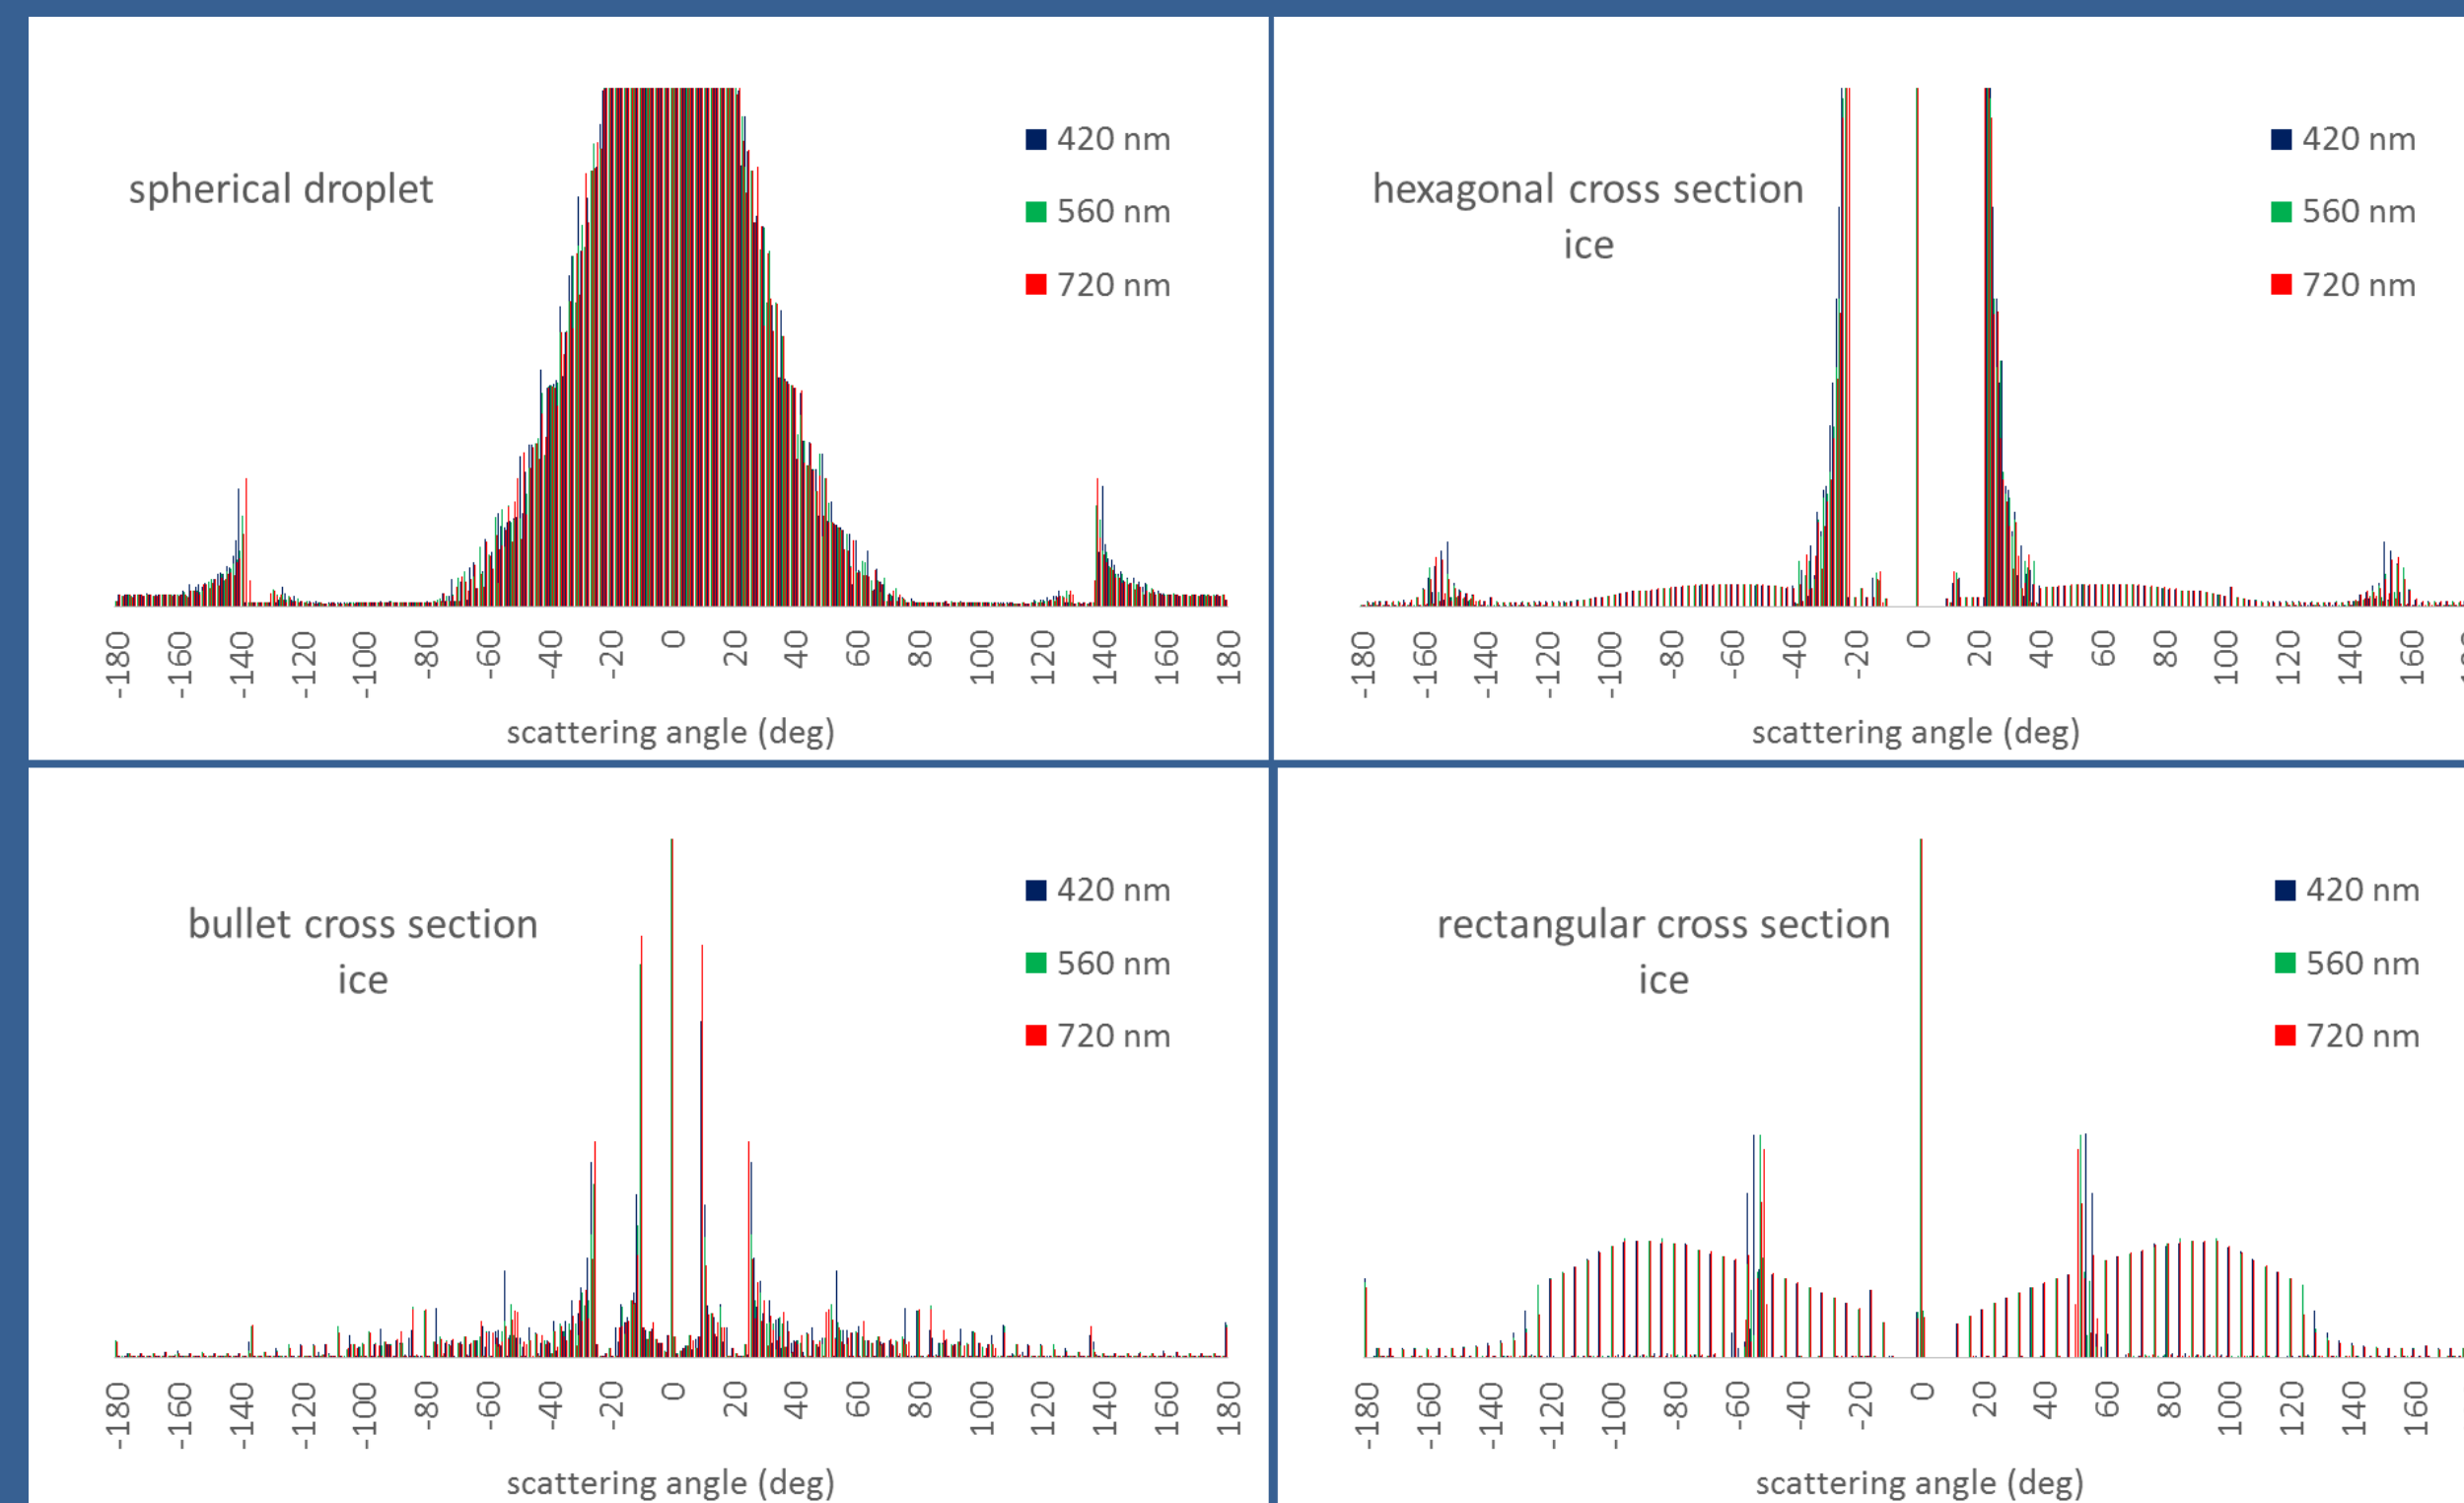 spherical droplet
420 nm
560 nm
720 nm
-180 -160 -140 -120 -100 -80 -60 -40 -20 0 20 40 60 80 100 120 140 160 180
scattering angle (deg)
hexagonal cross section
ice
420 nm
560 nm
720 nm
-180 -160 -140 -120 -100 -80 -60 -40 -20 0 20 40 60 80 100 120 140 160
scattering angle (deg)
bullet cross section
ice
420 nm
560 nm
720 nm
-180 -160 -140 -120 -100 -80 -60 -40 -20 0 20 40 60 80 100 120 140 160 180
scattering angle (deg)
rectangular cross section
ice
420 nm
560 nm
720 nm
-180 -160 -140 -120 -100 -80 -60 -40 -20 0 20 40 60 80 100 120 140 160
scattering angle (deg)